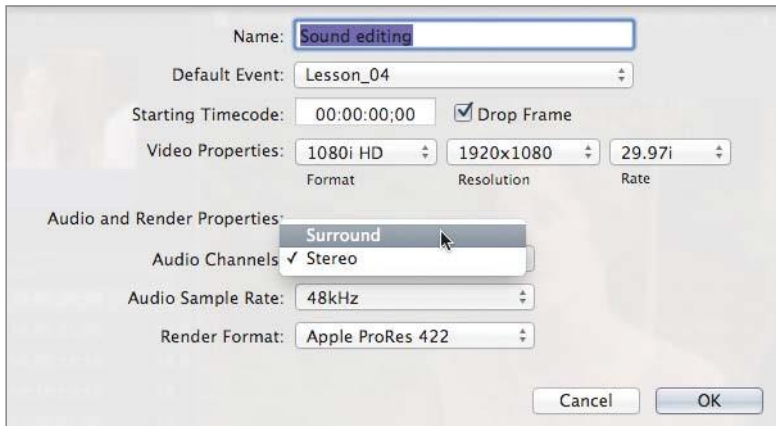 Name: Sound editing
Default Event: Lesson_04
Starting Timecode: 00:00:00;00 Drop Frame
Video Properties: 1080i HD 1920x1080 29.97i
Format Resolution Rate
Audio and Render Properties:
Surround
Audio Channels ✓ Stereo
Audio Sample Rate: 48kHz
Render Format: Apple ProRes 422
Cancel OK